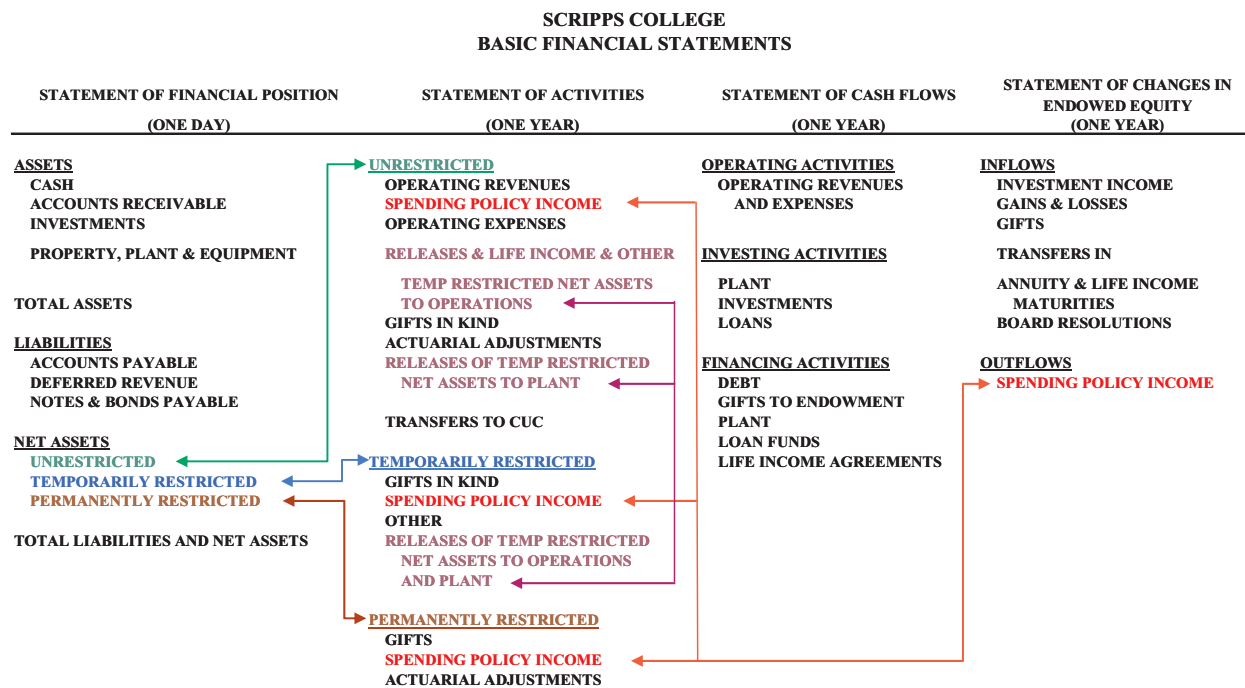 SCRIPPS COLLEGE
BASIC FINANCIAL STATEMENTS
STATEMENT OF FINANCIAL POSITION
(ONE DAY)
ASSETS
CASH
ACCOUNTS RECEIVABLE
INVESTMENTS
PROPERTY, PLANT & EQUIPMENT
TOTAL ASSETS
LIABILITIES
ACCOUNTS PAYABLE
DEFERRED REVENUE
NOTES & BONDS PAYABLE
NET ASSETS
UNRESTRICTED
TEMPORARILY RESTRICTED
PERMANENTLY RESTRICTED
TOTAL LIABILITIES AND NET ASSETS
STATEMENT OF ACTIVITIES
(ONE YEAR)
UNRESTRICTED
OPERATING REVENUES
SPENDING POLICY INCOME
OPERATING EXPENSES
RELEASES & LIFE INCOME & OTHER
TEMP RESTRICTED NET ASSETS
TO OPERATIONS
GIFTS IN KIND
ACTUARIAL ADJUSTMENTS
RELEASES OF TEMP RESTRICTED
NET ASSETS TO PLANT
TRANSFERS TO CUC
TEMPORARILY RESTRICTED
GIFTS IN KIND
SPENDING POLICY INCOME
OTHER
RELEASES OF TEMP RESTRICTED
NET ASSETS TO OPERATIONS
AND PLANT
PERMANENTLY RESTRICTED
GIFTS
SPENDING POLICY INCOME
ACTUARIAL ADJUSTMENTS
STATEMENT OF CASH FLOWS
(ONE YEAR)
OPERATING ACTIVITIES
OPERATING REVENUES
AND EXPENSES
INVESTING ACTIVITIES
PLANT
INVESTMENTS
LOANS
FINANCING ACTIVITIES
DEBT
GIFTS TO ENDOWMENT
PLANT
LOAN FUNDS
LIFE INCOME AGREEMENTS
STATEMENT OF CHANGES IN
ENDOWED EQUITY
(ONE YEAR)
INFLOWS
INVESTMENT INCOME
GAINS & LOSSES
GIFTS
TRANSFERS IN
ANNUITY & LIFE INCOME
MATURITIES
BOARD RESOLUTIONS
OUTFLOWS
SPENDING POLICY INCOME